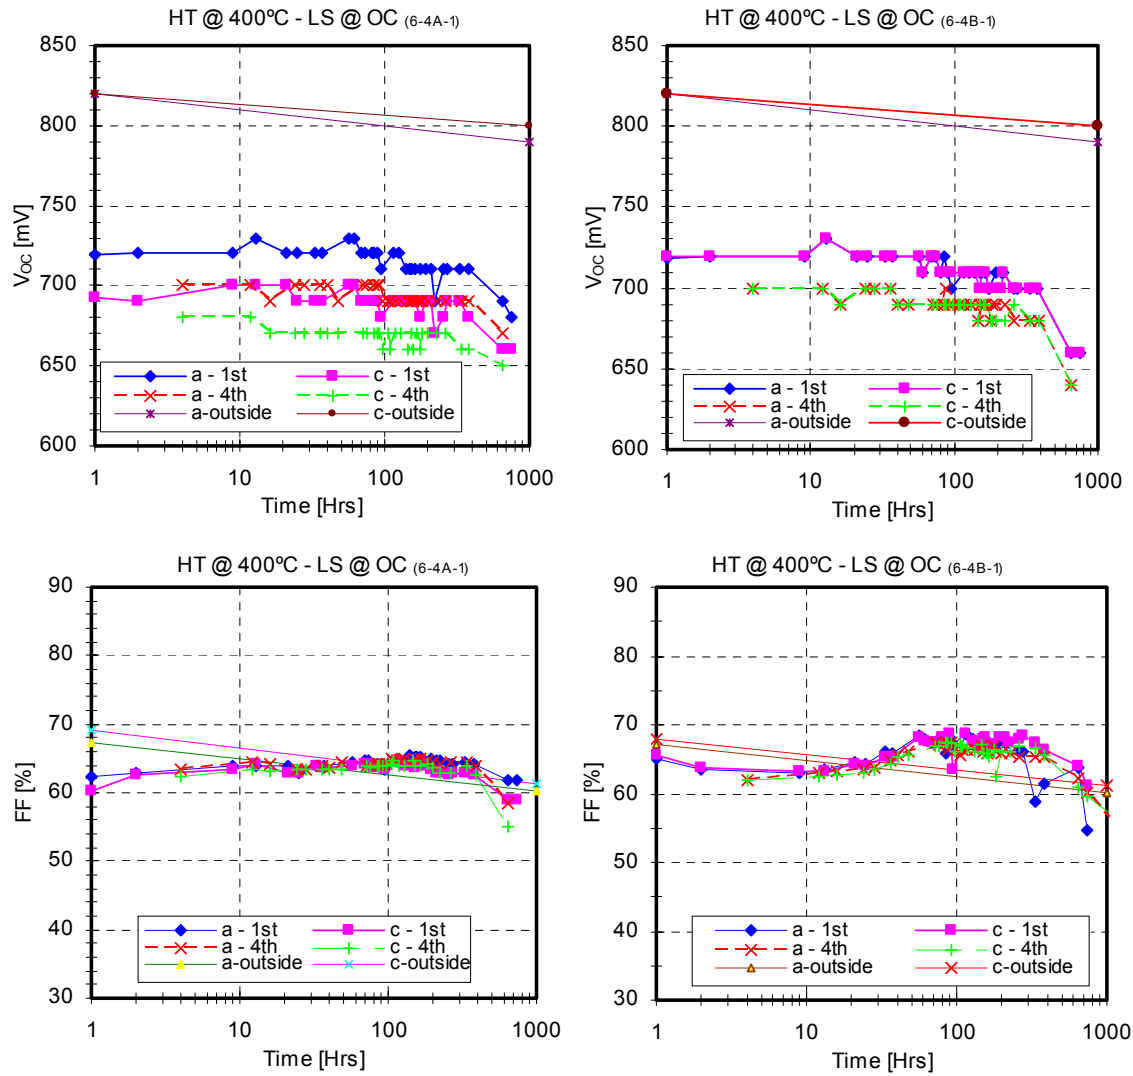 HT @ 400ºC - LS @ OC (6-4A-1)
850
800
750
700
650
600
VOC [mV]
a - 1st
c - 1st
a - 4th
c - 4th
a-outside
c-outside
1 10 100 1000
Time [Hrs]
HT @ 400ºC - LS @ OC (6-4B-1)
850
800
750
700
650
600
VOC [mV]
a - 1st
c - 1st
a - 4th
c - 4th
a-outside
c-outside
1 10 100 1000
Time [Hrs]
HT @ 400ºC - LS @ OC (6-4A-1)
90
80
70
60
50
40
30
FF [%]
a - 1st
c - 1st
a - 4th
c - 4th
a-outside
c-outside
1 10 100 1000
Time [Hrs]
HT @ 400ºC - LS @ OC (6-4B-1)
90
80
70
60
50
40
30
FF [%]
a - 1st
c - 1st
a - 4th
c - 4th
a-outside
c-outside
1 10 100 1000
Time [Hrs]